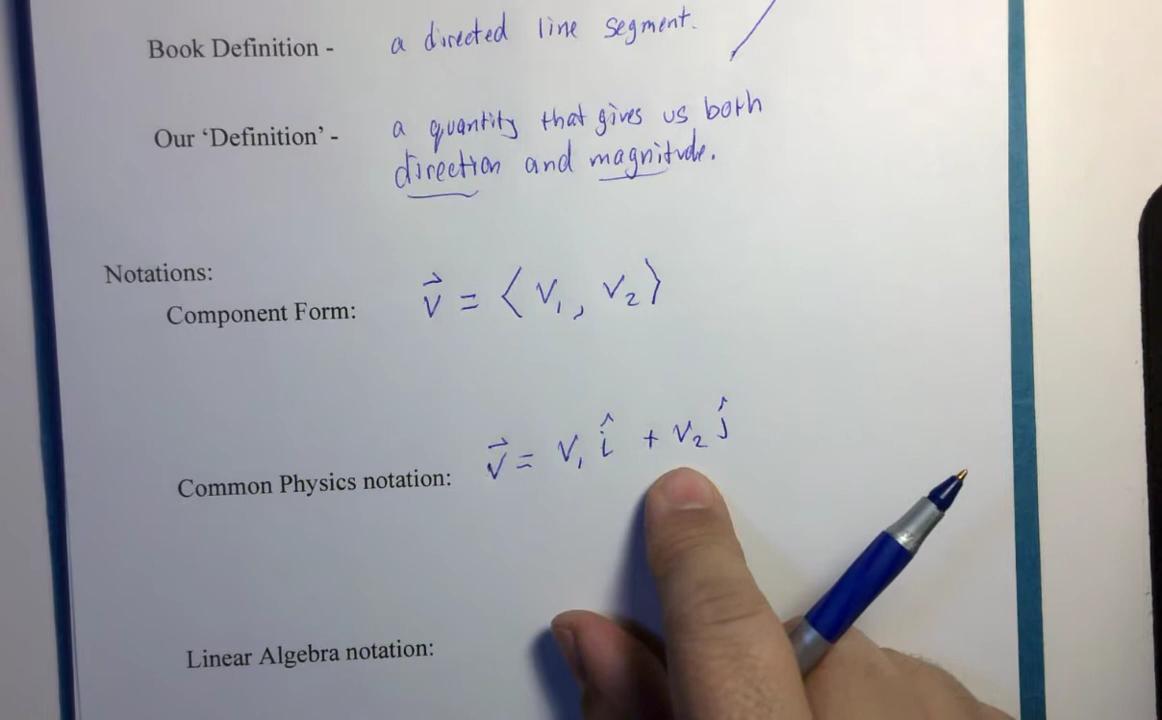 Book Definition - a directed line segment.
Our ‘Definition’ - a quantity that gives us both
direction and magnitude.
Notations:
Component Form: v⃗ = ⟨v₁, v₂⟩
Common Physics notation: v⃗ = v₁ î + v₂ ĵ
Linear Algebra notation: